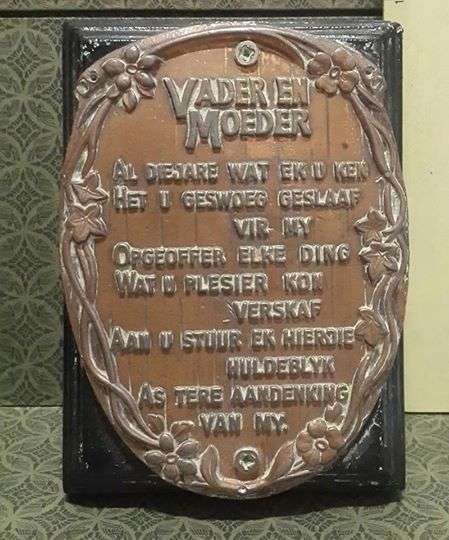 VADER EN
MOEDER
AL DIE JARE WAT EK U KEN
HET U GESWOEG GESLAAF
VIR MY
OPGEOFFER ELKE DING
WAT U PLESIER KON
VERSKAF
AAN U STUUR EK HIERDIE
HULDEBLYK
AS TERE AANDENKING
VAN MY.